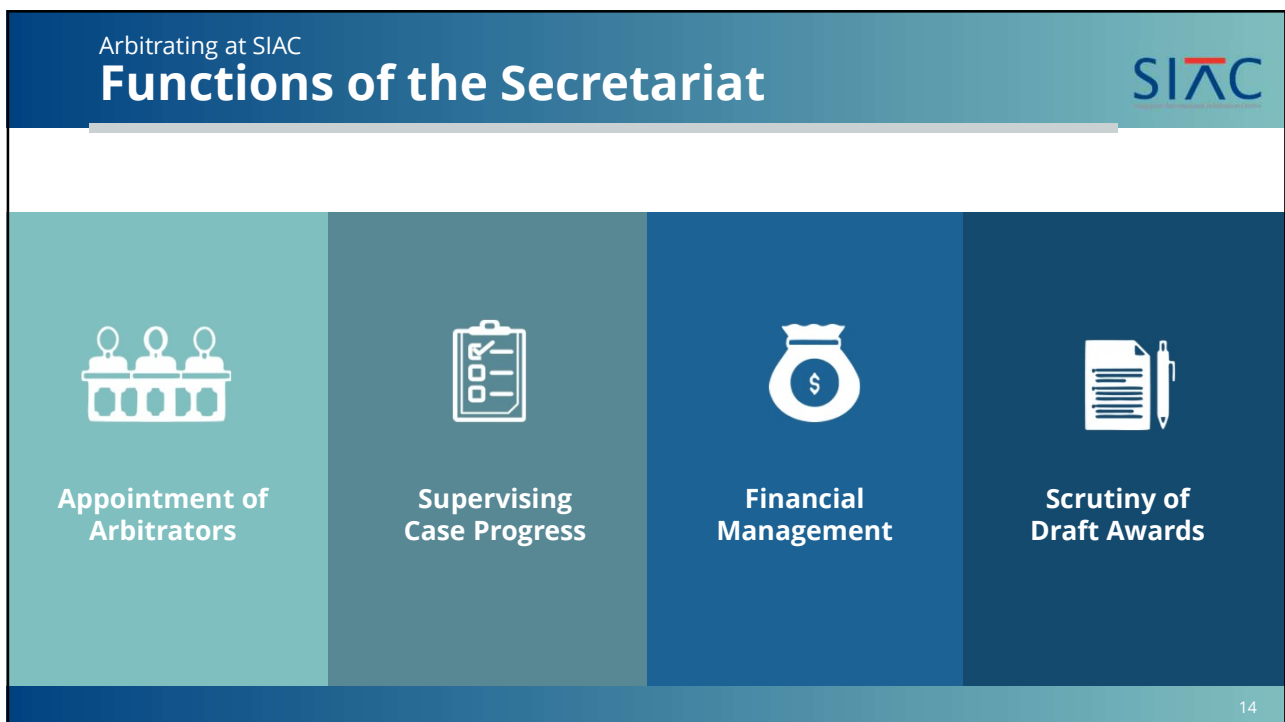 Arbitrating at SIAC
Functions of the Secretariat
SIAC
$
Appointment of
Arbitrators
Supervising
Case Progress
Financial
Management
Scrutiny of
Draft Awards
14